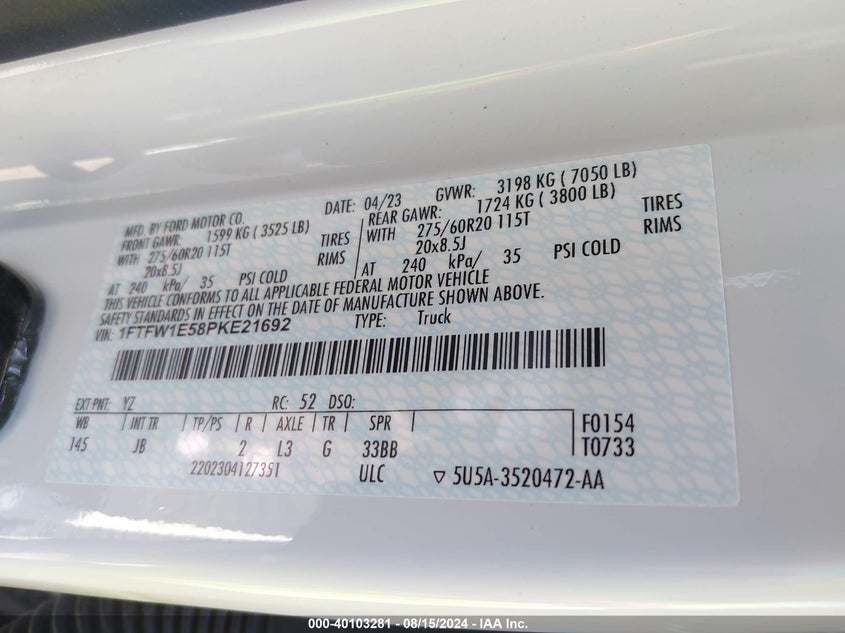 MFD. BY FORD MOTOR CO. DATE: 04/23 GVWR: 3198 KG ( 7050 LB)
FRONT GAWR: 1599 KG ( 3525 LB) REAR GAWR: 1724 KG ( 3800 LB)
WITH 275/60R20 115T TIRES WITH 275/60R20 115T TIRES
20x8.5J RIMS 20x8.5J RIMS
AT 240 kPa/ 35 PSI COLD AT 240 kPa/ 35 PSI COLD
THIS VEHICLE CONFORMS TO ALL APPLICABLE FEDERAL MOTOR VEHICLE
SAFETY STANDARDS IN EFFECT ON THE DATE OF MANUFACTURE SHOWN ABOVE.
VIN: 1FTFW1E58PKE21692 TYPE: Truck
EXT PNT: YZ RC: 52 DSO:
WB INT TR TP/PS R AXLE TR SPR F0154
145 JB 2 L3 G 33BB T0733
2202304127351 ULC ▽ 5U5A-3520472-AA
000-40103281 - 08/15/2024 - IAA Inc.